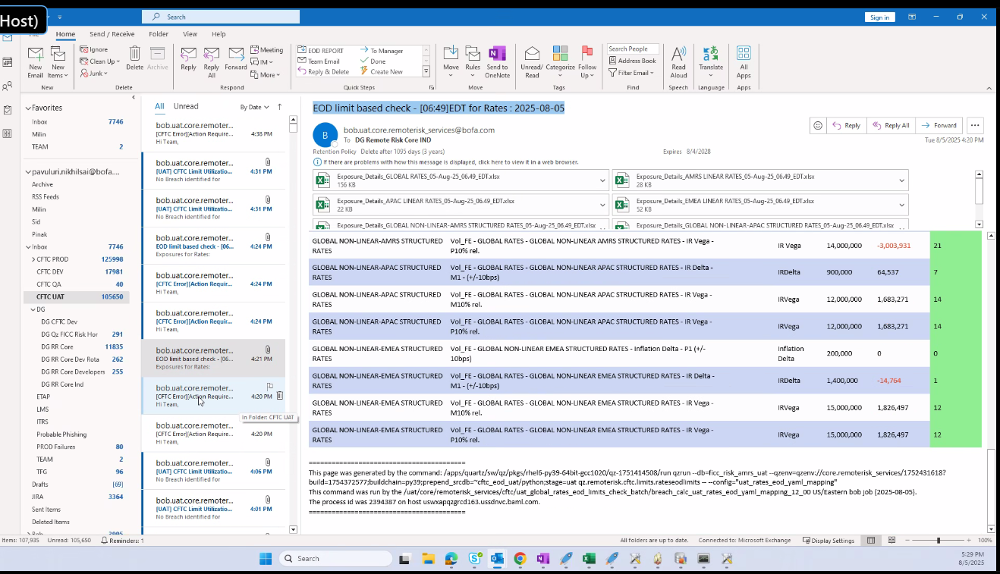 Host)
Search
Sign in
Home Send / Receive Folder View Help
New Email
New Items
New
Ignore
Clean Up
Junk
Delete
Archive
Delete
Reply
Reply All
Forward
Meeting
IM
More
Respond
EOD REPORT
Team Email
Reply & Delete
To Manager
Done
Create New
Quick Steps
Move
Rules
Send to OneNote
Move
Unread/ Read
Categorize
Follow Up
Tags
Search People
Address Book
Filter Email
Find
Read Aloud
Speech
Translate
Language
All Apps
Apps
Favorites
Inbox 7746
Milin
TEAM 2
pavuluri.nikhilsai@bofa....
Archive
RSS Feeds
Milin
Sid
Pinak
Inbox 7746
CFTC PROD 125998
CFTC DEV 17981
CFTC QA 40
CFTC UAT 105650
DG
DG CFTC Dev
DG Qz FICC Risk Hor 291
DG RR Core 11835
DG RR Core Dev Rota 262
DG RR Core Developers 255
DG RR Core Ind
ETAP
LMS
ITRS
Probable Phishing
PROD Failures 80
TEAM 2
TFG 96
Drafts [69]
JIRA 3364
Sent Items
Deleted Items
All Unread By Date
bob.uat.core.remoter...
[CFTC Error][Action Require... 4:38 PM
Hi Team,
bob.uat.core.remoter...
[UAT] CFTC Limit Utilizatio... 4:31 PM
No Breach identified for
bob.uat.core.remoter...
[UAT] CFTC Limit Utilizatio... 4:31 PM
No Breach identified for
bob.uat.core.remoter...
EOD limit based check - [06... 4:24 PM
Exposures for Rates:
bob.uat.core.remoter...
[CFTC Error][Action Requir... 4:24 PM
Hi Team,
bob.uat.core.remoter...
[CFTC Error][Action Requir... 4:24 PM
Hi Team,
bob.uat.core.remoter...
EOD limit based check - [06... 4:21 PM
Exposures for Rates:
bob.uat.core.remoter...
[CFTC Error][Action Require... 4:20 PM
Hi Team,
In Folder: CFTC UAT
bob.uat.core.remoter...
[CFTC Error][Action Require... 4:20 PM
Hi Team,
bob.uat.core.remoter...
[UAT] CFTC Limit Utilizatio... 4:06 PM
No Breach identified for
bob.uat.core.remoter...
[UAT] CFTC Limit Utilizatio... 4:01 PM
No Breach identified for
EOD limit based check - [06:49]EDT for Rates : 2025-08-05
B
bob.uat.core.remoterisk_services@bofa.com
To DG Remote Risk Core IND
Reply Reply All Forward
Tue 8/5/2025 4:20 PM
Retention Policy Delete after 1095 days (3 years) Expires 8/4/2028
If there are problems with how this message is displayed, click here to view it in a web browser.
Exposure_Details_GLOBAL RATES_05-Aug-25_06.49_EDT.xlsx
156 KB
Exposure_Details_AMRS LINEAR RATES_05-Aug-25_06.49_EDT.xlsx
28 KB
Exposure_Details_APAC LINEAR RATES_05-Aug-25_06.49_EDT.xlsx
22 KB
Exposure_Details_EMEA LINEAR RATES_05-Aug-25_06.49_EDT.xlsx
52 KB
Exposure_Details_GLOBAL NON-LINEAR-AMRS STRUCTURED RATES_05-Aug-25_06.49_EDT.xlsx
Exposure_Details_GLOBAL NON-LINEAR-APAC STRUCTURED RATES_05-Aug-25_06.49_EDT.xlsx
GLOBAL NON-LINEAR-AMRS STRUCTURED RATES Vol_FE - GLOBAL RATES - GLOBAL NON-LINEAR AMRS STRUCTURED RATES - IR Vega - P10% rel. IR Vega 14,000,000 -3,003,931 21
GLOBAL NON-LINEAR-APAC STRUCTURED RATES Vol_FE - GLOBAL RATES - GLOBAL NON-LINEAR APAC STRUCTURED RATES - IR Delta - M1 - (+/-10bps) IRDelta 900,000 64,537 7
GLOBAL NON-LINEAR-APAC STRUCTURED RATES Vol_FE - GLOBAL RATES - GLOBAL NON-LINEAR APAC STRUCTURED RATES - IR Vega - M10% rel. IRVega 12,000,000 1,683,271 14
GLOBAL NON-LINEAR-APAC STRUCTURED RATES Vol_FE - GLOBAL RATES - GLOBAL NON-LINEAR APAC STRUCTURED RATES - IR Vega - P10% rel. IRVega 12,000,000 1,683,271 14
GLOBAL NON-LINEAR-EMEA STRUCTURED RATES Vol_FE - GLOBAL NON-LINEAR EMEA STRUCTURED RATES - Inflation Delta - P1 (+/-10bps) Inflation Delta 200,000 0 0
GLOBAL NON-LINEAR-EMEA STRUCTURED RATES Vol_FE - GLOBAL RATES - GLOBAL NON-LINEAR EMEA STRUCTURED RATES - IR Delta - M1 - (+/-10bps) IRDelta 1,400,000 -14,764 1
GLOBAL NON-LINEAR-EMEA STRUCTURED RATES Vol_FE - GLOBAL RATES - GLOBAL NON-LINEAR EMEA STRUCTURED RATES - IR Vega - M10% rel. IRVega 15,000,000 1,826,497 12
GLOBAL NON-LINEAR-EMEA STRUCTURED RATES Vol_FE - GLOBAL RATES - GLOBAL NON-LINEAR EMEA STRUCTURED RATES - IR Vega - P10% rel. IRVega 15,000,000 1,826,497 12
========================================
This page was generated by the command: /apps/quartz/sw/qz/pkgs/rhel6-py39-64bit-gcc1020/qz-1751414508/run qzrun --db=ficc_risk_amrs_uat --qzenv=qzenv://core.remoterisk_services/1752431618?
build=1754372577;buildchain=py39;prepend_srcdb=~cftc_eod_uat/python;stage=uat qz.remoterisk.cftc.limits.rateseodlimits -- --config="uat_rates_eod_yaml_mapping"
This command was run by the /uat/core/remoterisk_services/cftc/uat_global_rates_eod_limits_check_batch/breach_calc_uat_rates_eod_yaml_mapping_12_00 US/Eastern bob job (2025-08-05).
The process id was 2394387 on host uswxapqzgrcd163.ussdnvc.baml.com.
========================================
Items: 107,935 Unread: 105,650 Reminders: 1 All folders are up to date. Connected to: Microsoft Exchange Display Settings 100%
Search
5:29 PM
8/5/2025